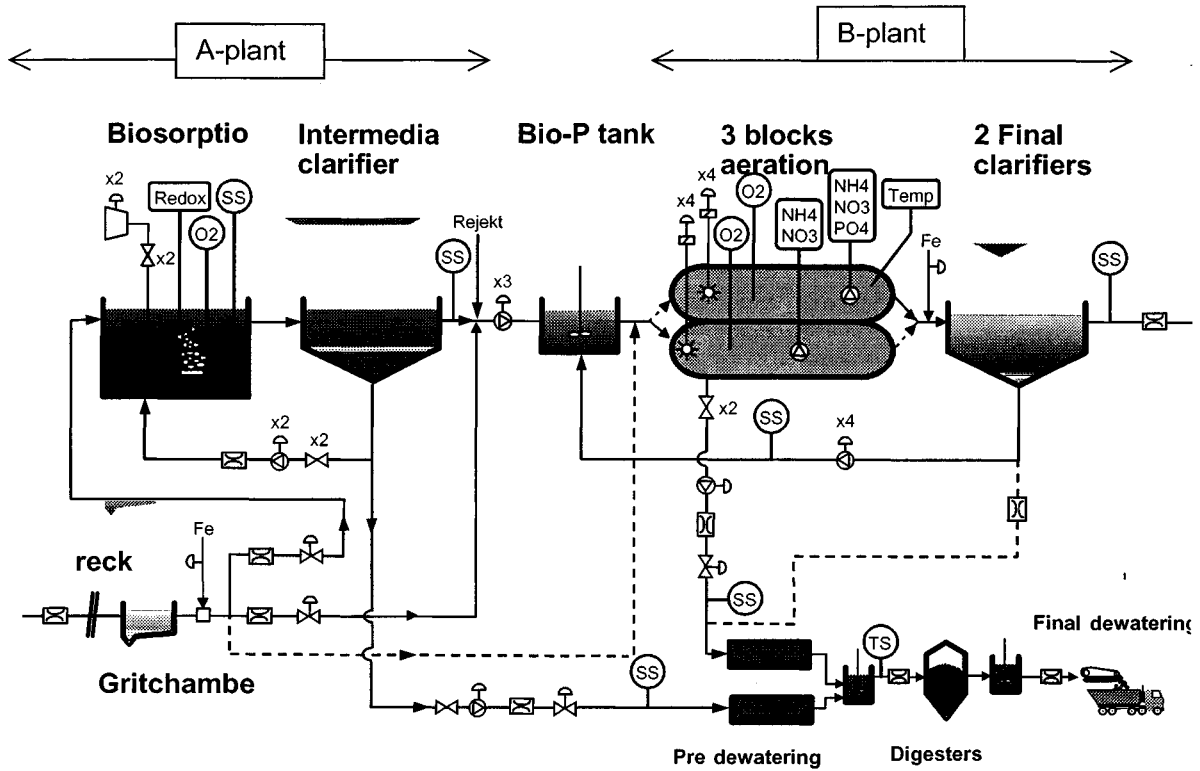 A-plant
B-plant
Biosorptio
Intermedia
clarifier
Bio-P tank
3 blocks
aeration
2 Final
clarifiers
x2
Redox
SS
O2
x2
Rejekt
SS
x3
x4
x4
O2
O2
NH4
NO3
NH4
NO3
PO4
Temp
Fe
SS
x2
x2
x2
SS
x4
Fe
reck
SS
Gritchambe
SS
TS
Final dewatering
Pre dewatering
Digesters